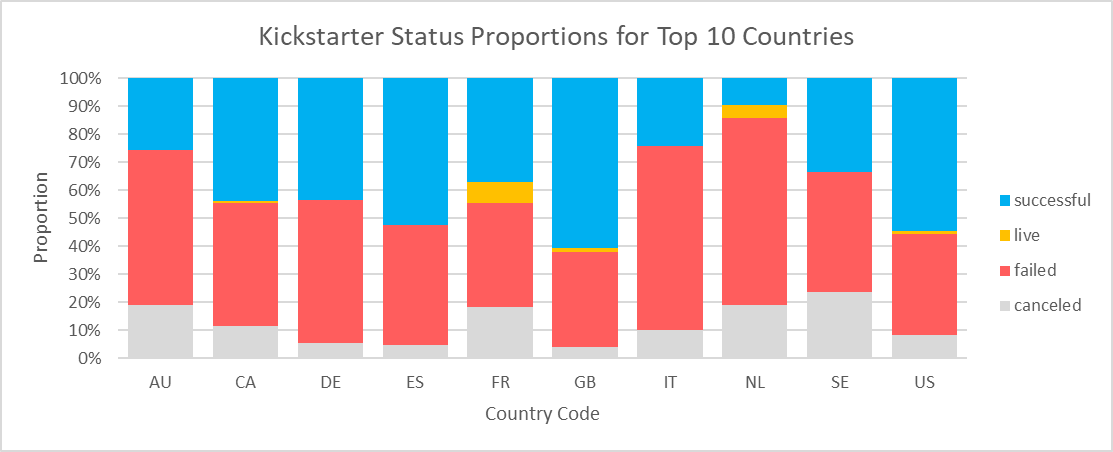 Kickstarter Status Proportions for Top 10 Countries
Proportion
100%
90%
80%
70%
60%
50%
40%
30%
20%
10%
0%
AU CA DE ES FR GB IT NL SE US
Country Code
successful
live
failed
canceled